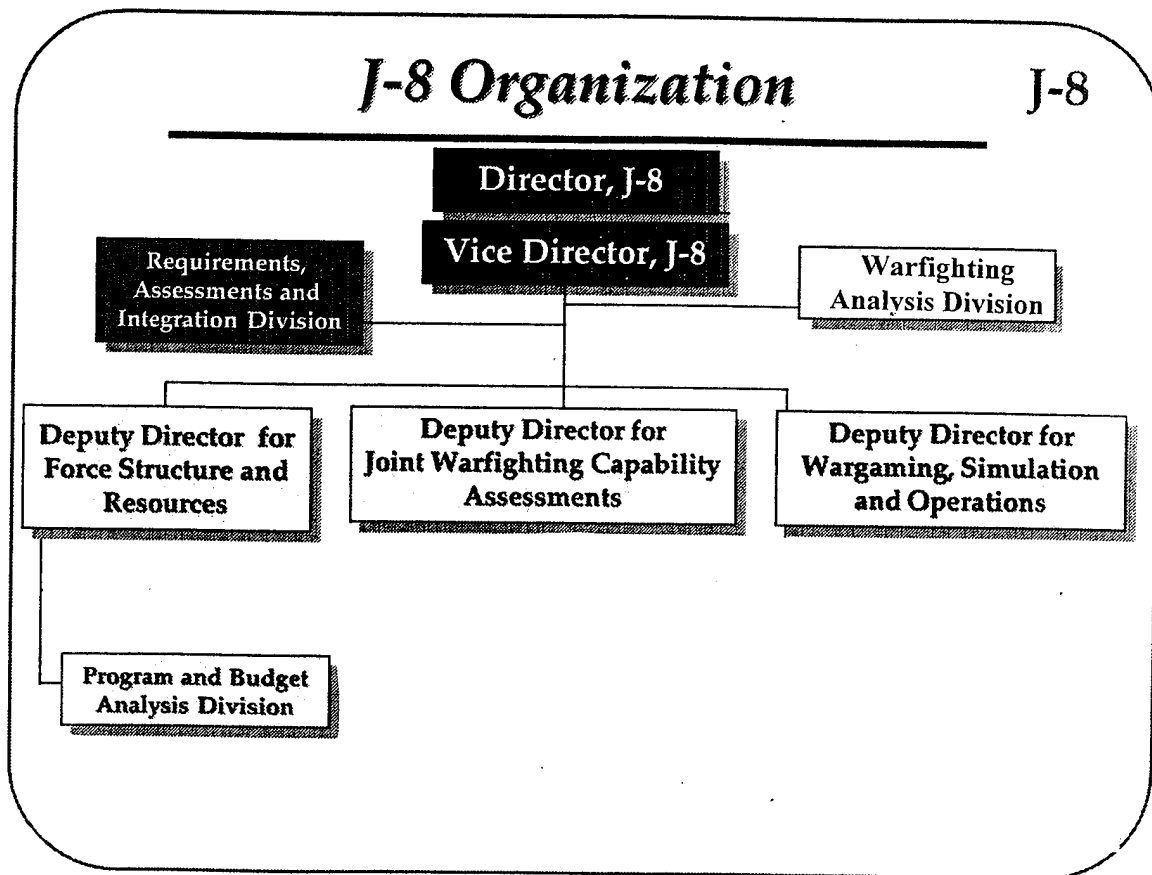 J-8 Organization
J-8
Director, J-8
Vice Director, J-8
Requirements,
Assessments and
Integration Division
Warfighting
Analysis Division
Deputy Director for
Force Structure and
Resources
Deputy Director for
Joint Warfighting Capability
Assessments
Deputy Director for
Wargaming, Simulation
and Operations
Program and Budget
Analysis Division